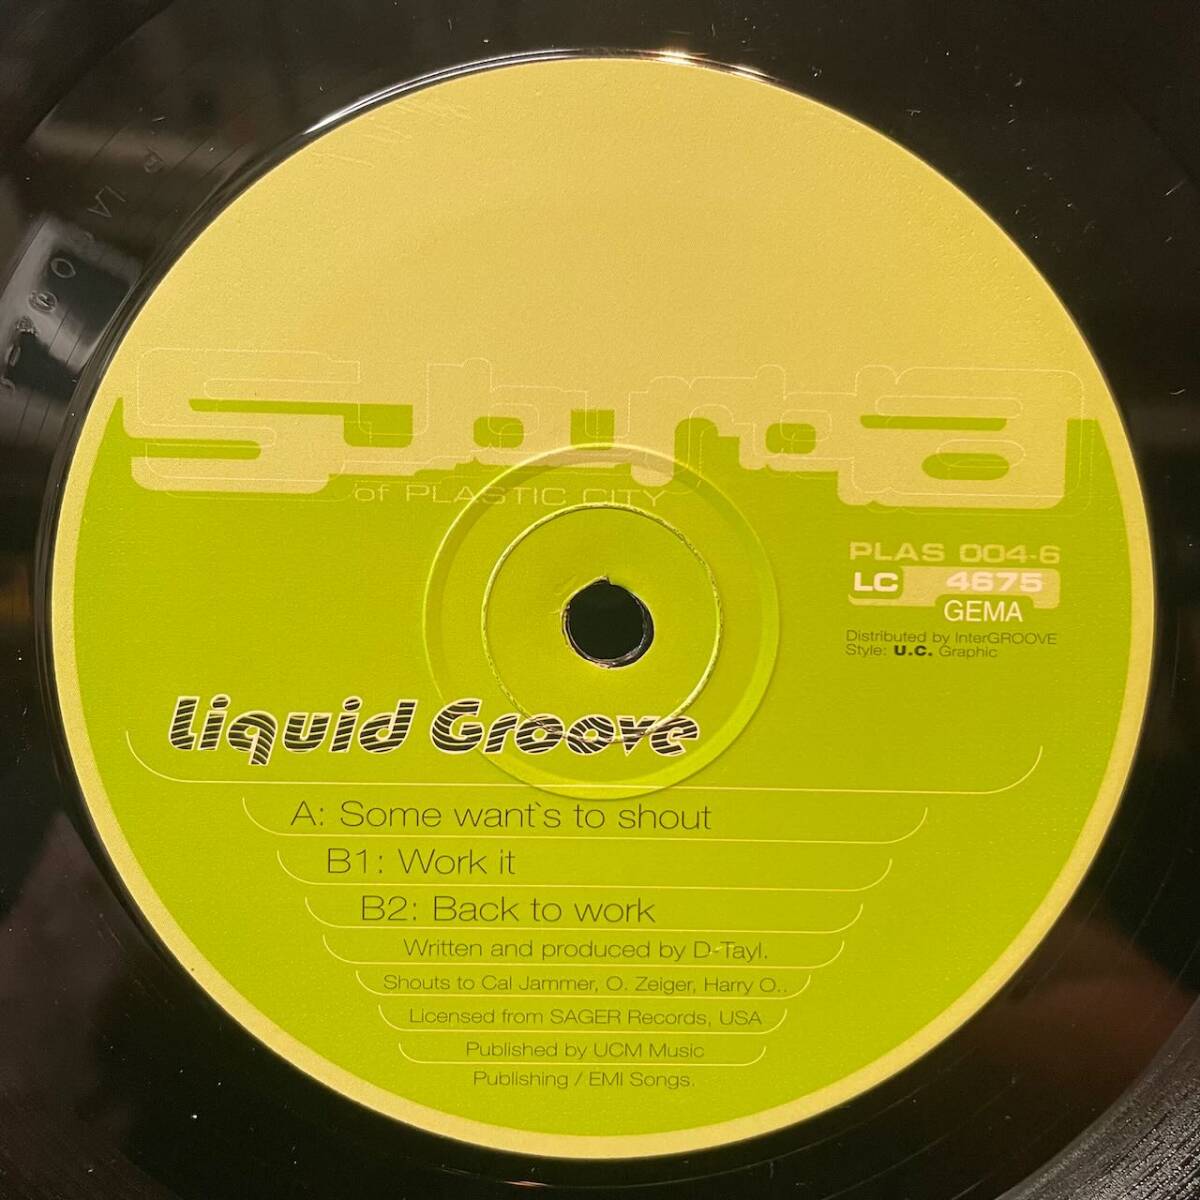 suburbia
of PLASTIC CITY
PLAS 004-6
LC 4675
GEMA
Distributed by InterGROOVE
Style: U.C. Graphic
Liquid Groove
A: Some want`s to shout
B1: Work it
B2: Back to work
Written and produced by D-Tayl.
Shouts to Cal Jammer, O. Zeiger, Harry O..
Licensed from SAGER Records, USA
Published by UCM Music
Publishing / EMI Songs.